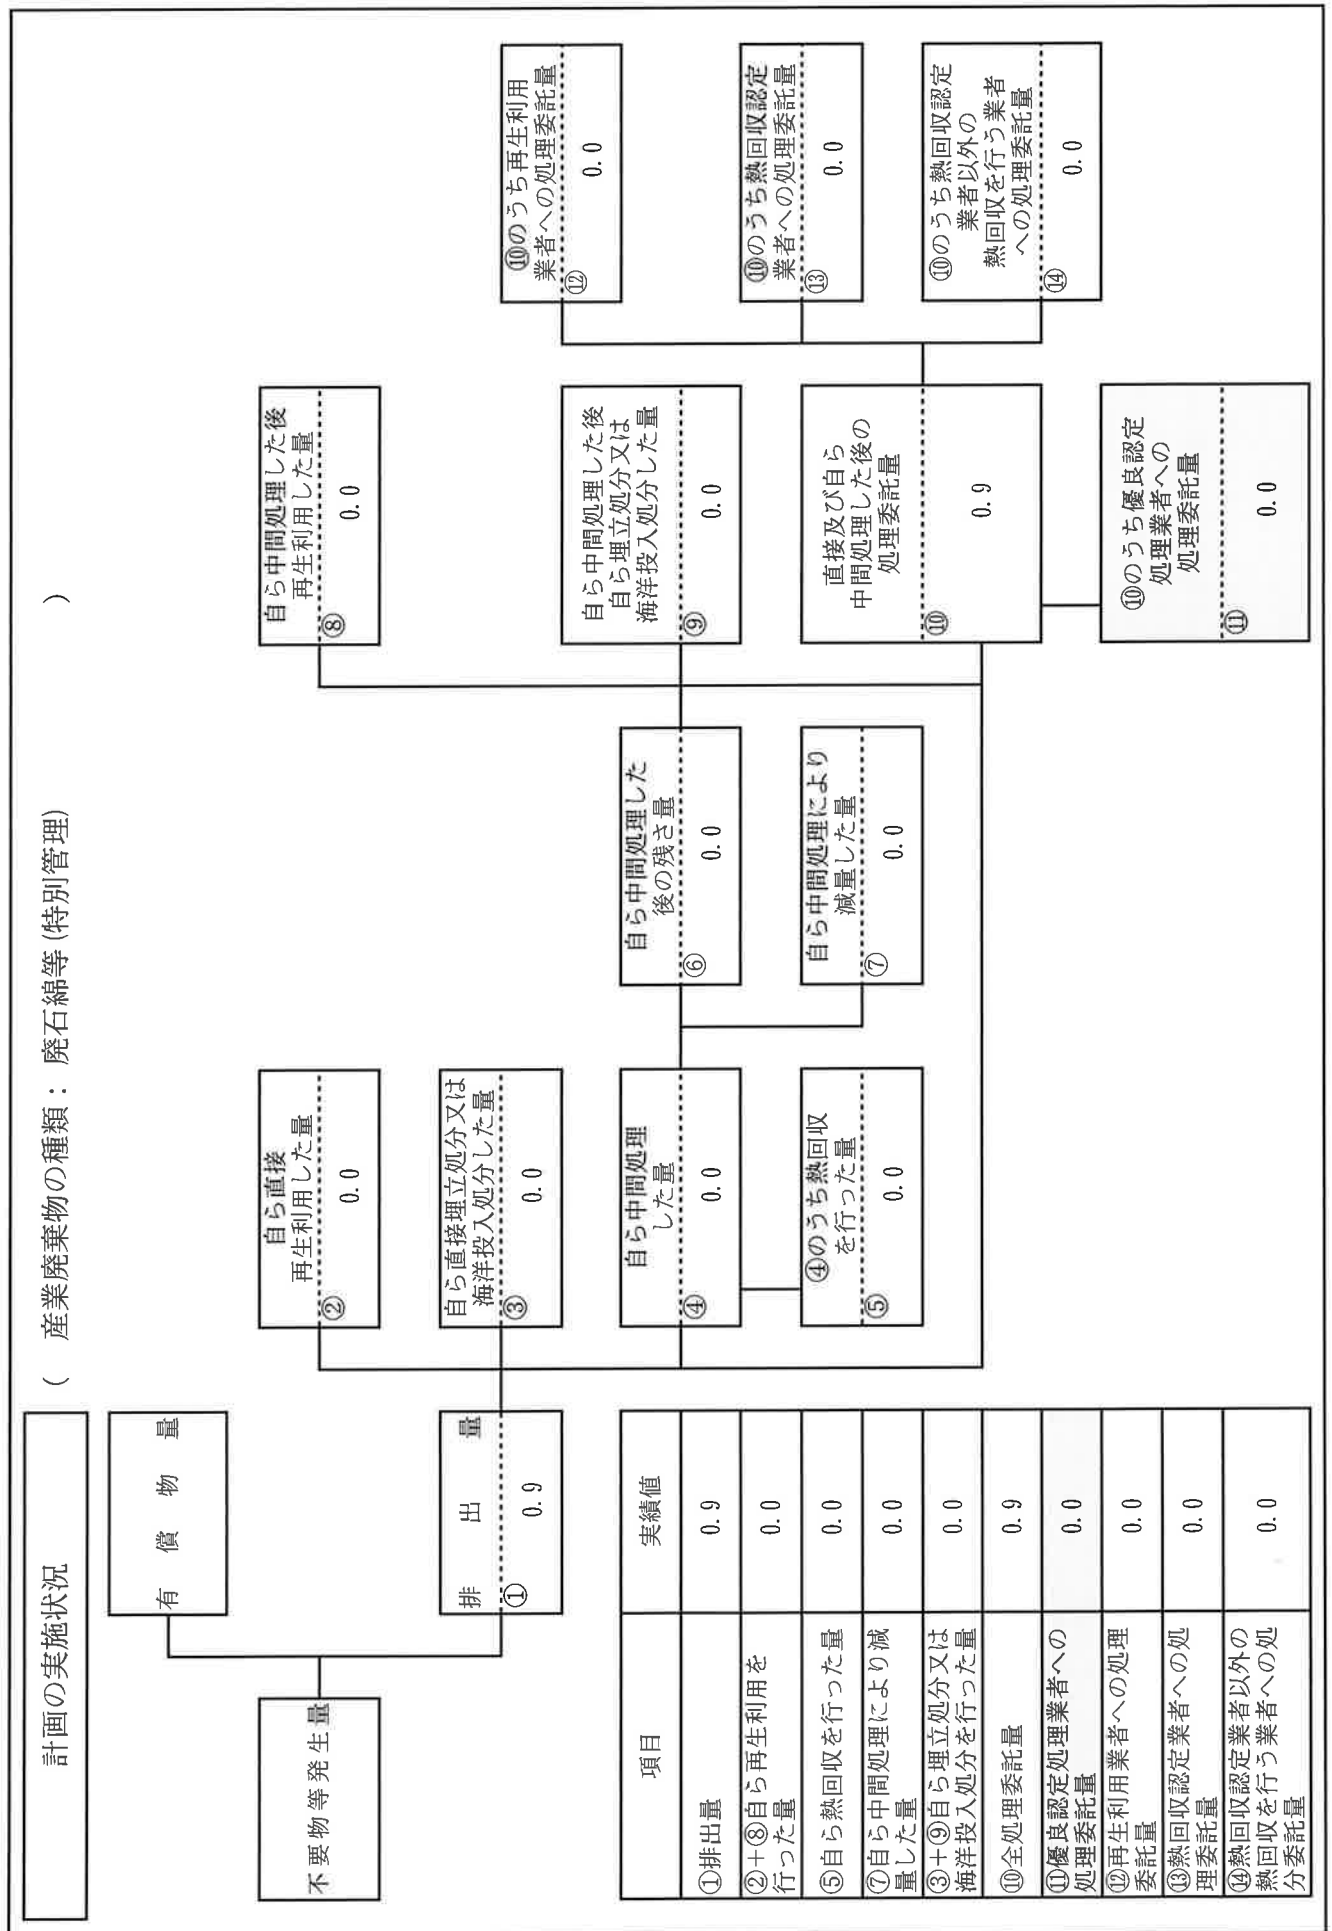 計画の実施状況
( 産業廃棄物の種類： 廃石綿等(特別管理) )
不要物等発生量
有償物量
排出量
①
0.9
自ら直接
再生利用した量
②
0.0
自ら直接埋立処分又は
海洋投入処分した量
③
0.0
自ら中間処理
した量
④
0.0
④のうち熱回収
を行った量
⑤
0.0
自ら中間処理した
後の残さ量
⑥
0.0
自ら中間処理により
減量した量
⑦
0.0
自ら中間処理した後
再生利用した量
⑧
0.0
自ら中間処理した後
自ら埋立処分又は
海洋投入処分した量
⑨
0.0
直接及び自ら
中間処理した後の
処理委託量
⑩
0.9
⑩のうち優良認定
処理業者への
処理委託量
⑪
0.0
⑩のうち再生利用
業者への処理委託量
⑫
0.0
⑩のうち熱回収認定
業者への処理委託量
⑬
0.0
⑩のうち熱回収認定
業者以外の
熱回収を行う業者
への処理委託量
⑭
0.0
項目 実績値
①排出量 0.9
②＋⑧自ら再生利用を
行った量 0.0
⑤自ら熱回収を行った量 0.0
⑦自ら中間処理により減
量した量 0.0
③＋⑨自ら埋立処分又は
海洋投入処分を行った量 0.0
⑩全処理委託量 0.9
⑪優良認定処理業者への
処理委託量 0.0
⑫再生利用業者への処理
委託量 0.0
⑬熱回収認定業者への処
理委託量 0.0
⑭熱回収認定業者以外の
熱回収を行う業者への処
分委託量 0.0